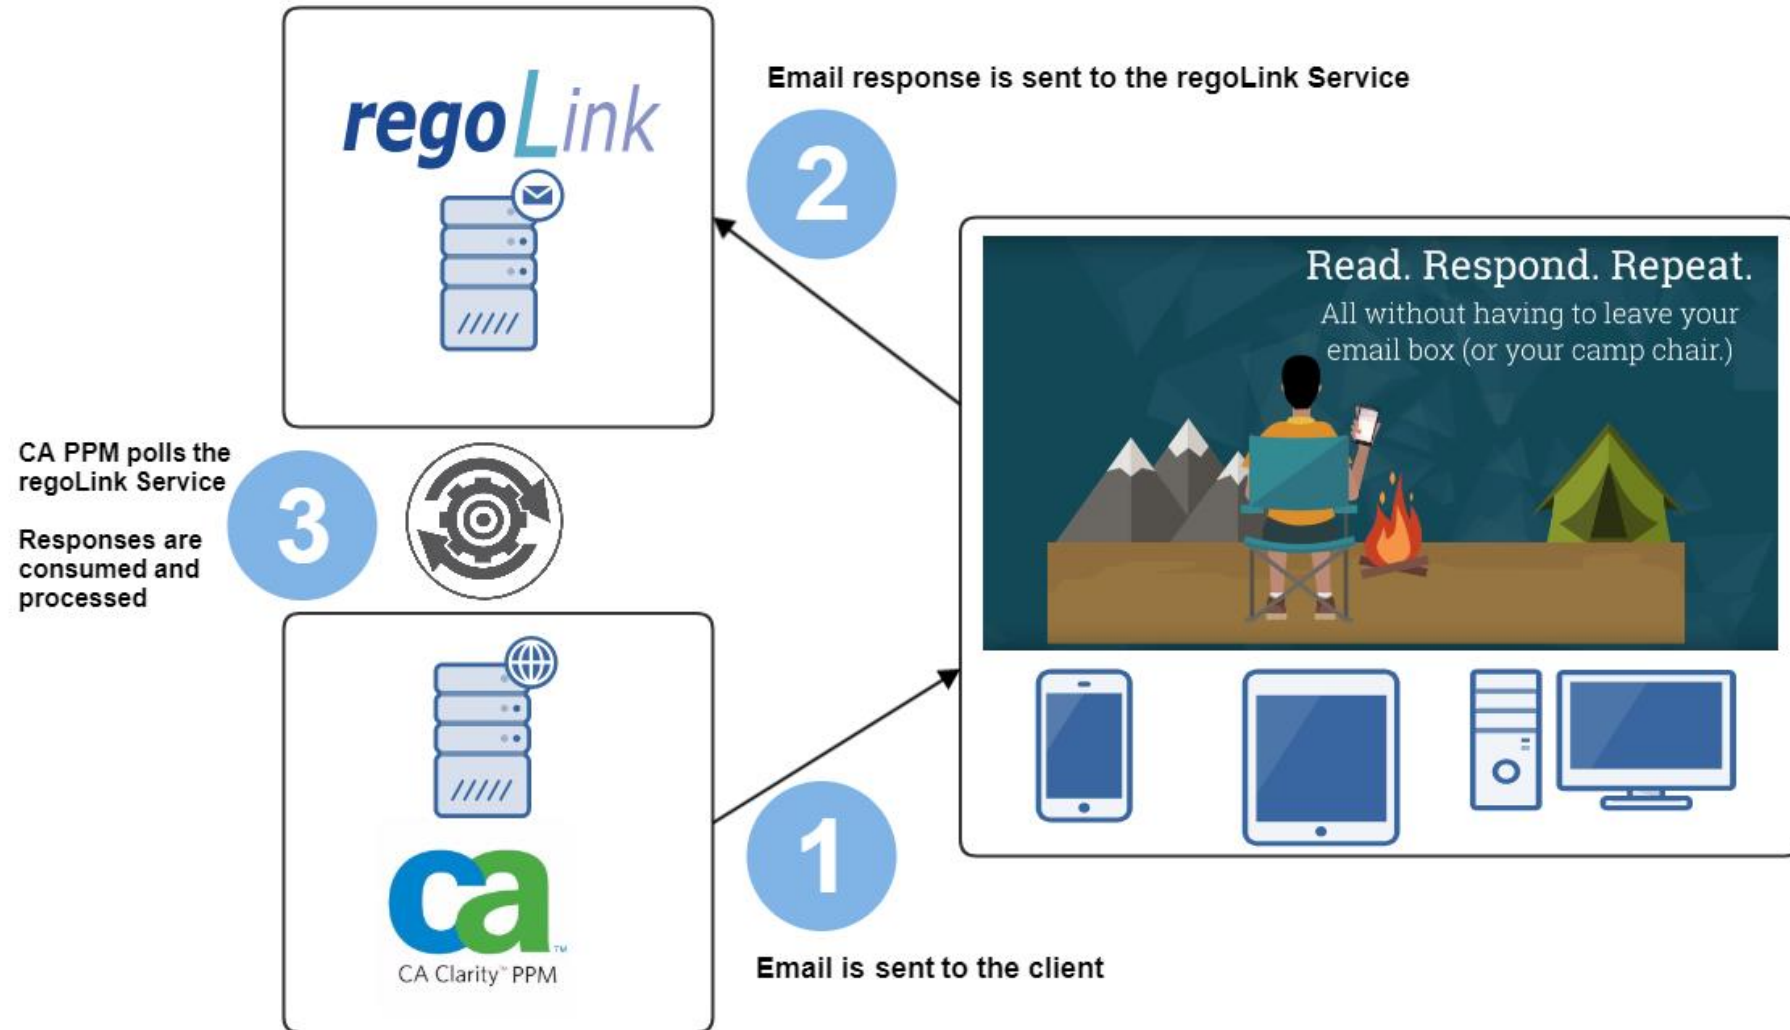 regoLink
Email response is sent to the regoLink Service
2
Read. Respond. Repeat.
All without having to leave your
email box (or your camp chair.)
CA PPM polls the
regoLink Service
Responses are
consumed and
processed
3
ca™
CA Clarity™ PPM
1
Email is sent to the client